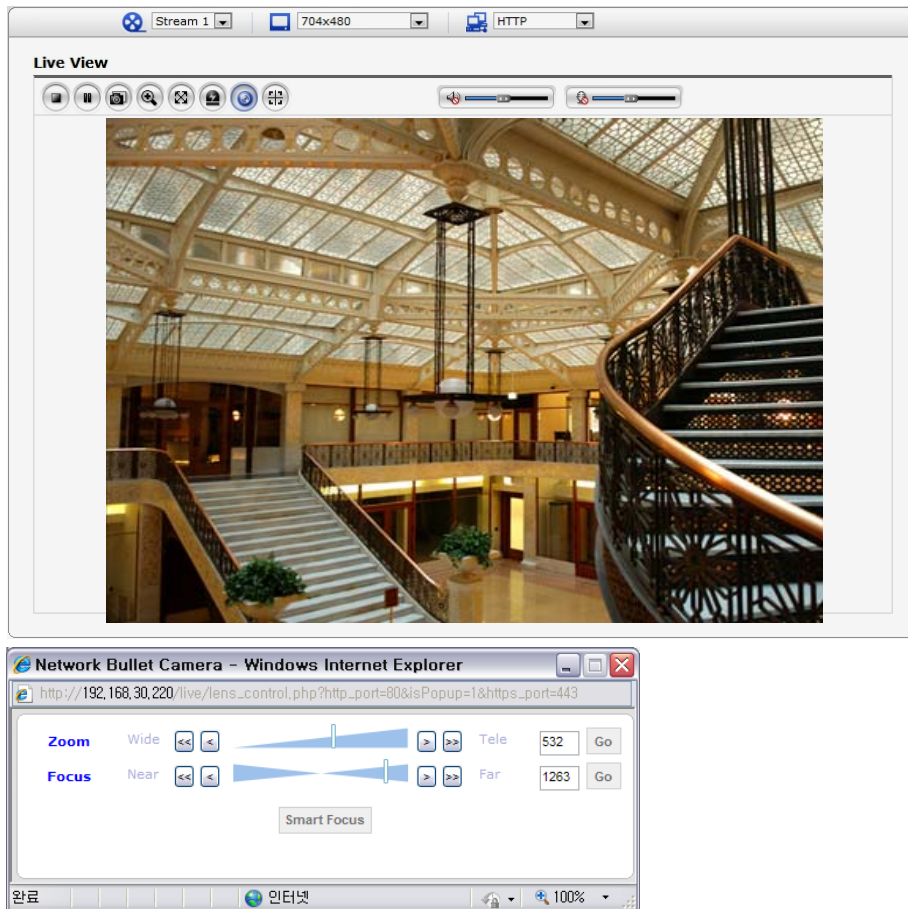 Stream 1 704x480 HTTP
Live View
Network Bullet Camera - Windows Internet Explorer
http://192,168,30,220/live/lens_control.php?http_port=80&isPopup=1&https_port=443
Zoom Wide << < > >> Tele 532 Go
Focus Near << < > >> Far 1263 Go
Smart Focus
완료 인터넷 100%